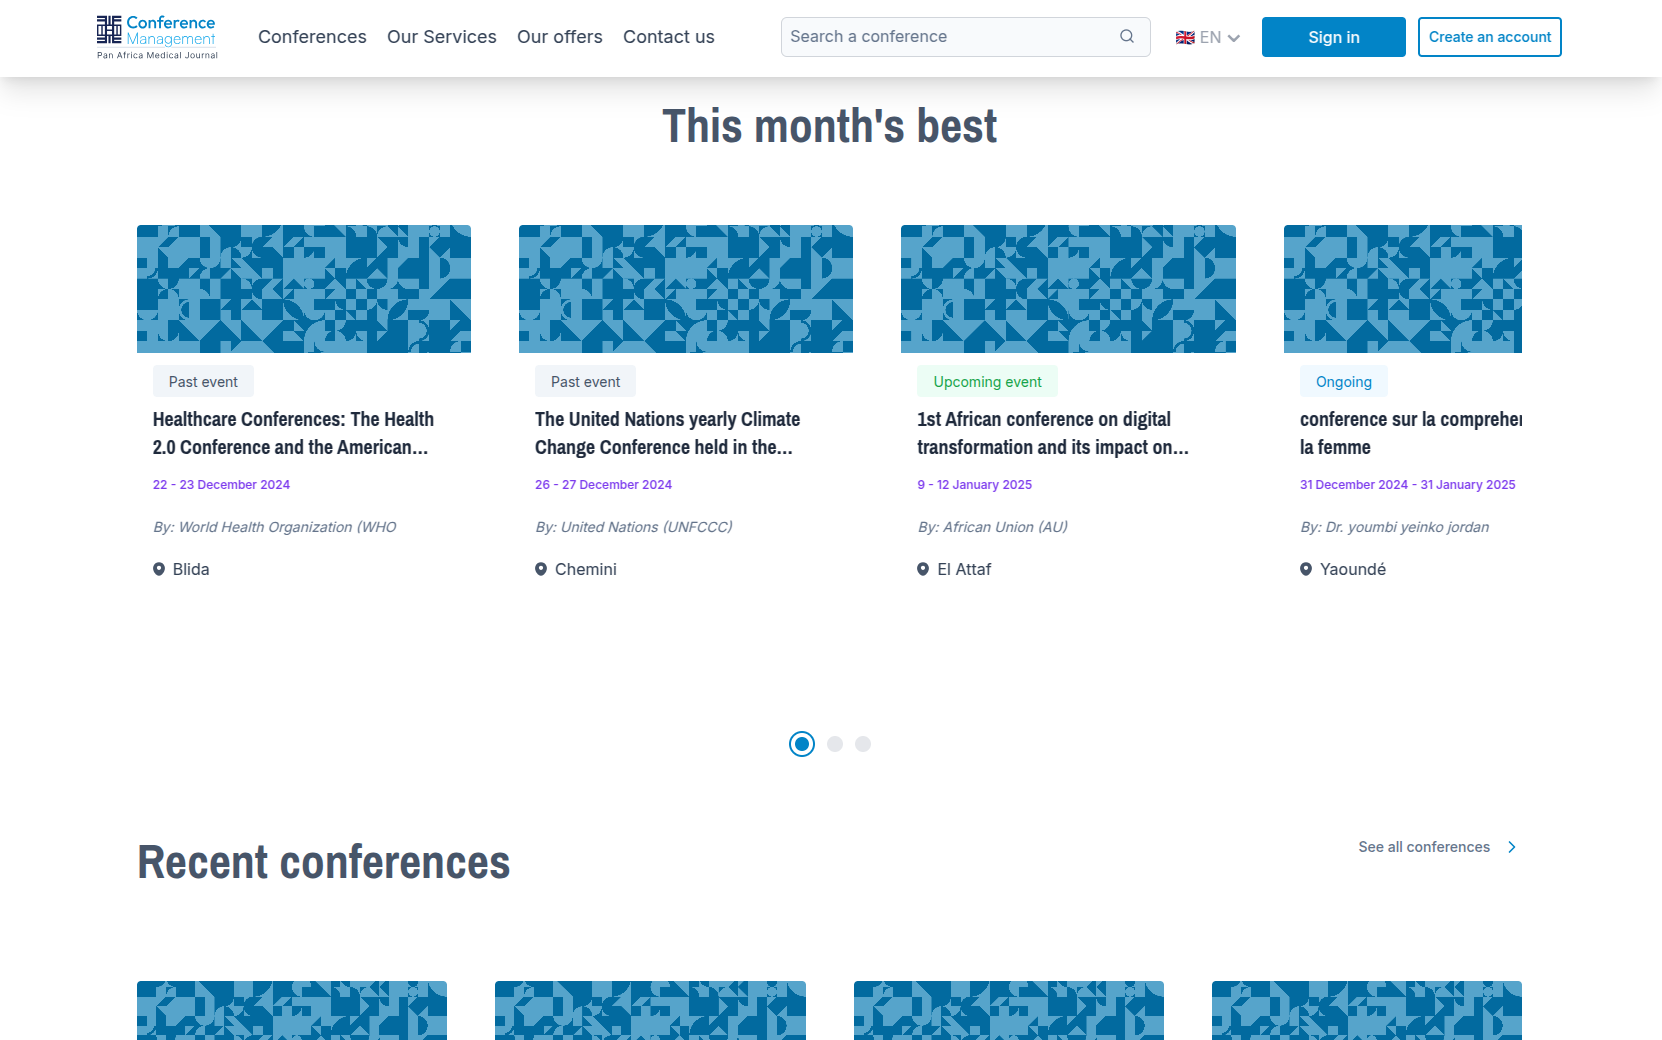 Conference
Management
Pan Africa Medical Journal
Conferences
Our Services
Our offers
Contact us
Search a conference
EN
Sign in
Create an account
This month's best
Past event
Healthcare Conferences: The Health
2.0 Conference and the American...
22 - 23 December 2024
By: World Health Organization (WHO
Blida
Past event
The United Nations yearly Climate
Change Conference held in the...
26 - 27 December 2024
By: United Nations (UNFCCC)
Chemini
Upcoming event
1st African conference on digital
transformation and its impact on...
9 - 12 January 2025
By: African Union (AU)
El Attaf
Ongoing
conference sur la comprehen
la femme
31 December 2024 - 31 January 2025
By: Dr. youmbi yeinko jordan
Yaoundé
Recent conferences
See all conferences